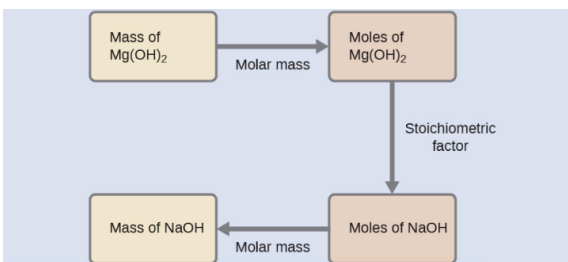 Mass of
Mg(OH)₂
Molar mass
Moles of
Mg(OH)₂
Stoichiometric
factor
Mass of NaOH
Molar mass
Moles of NaOH